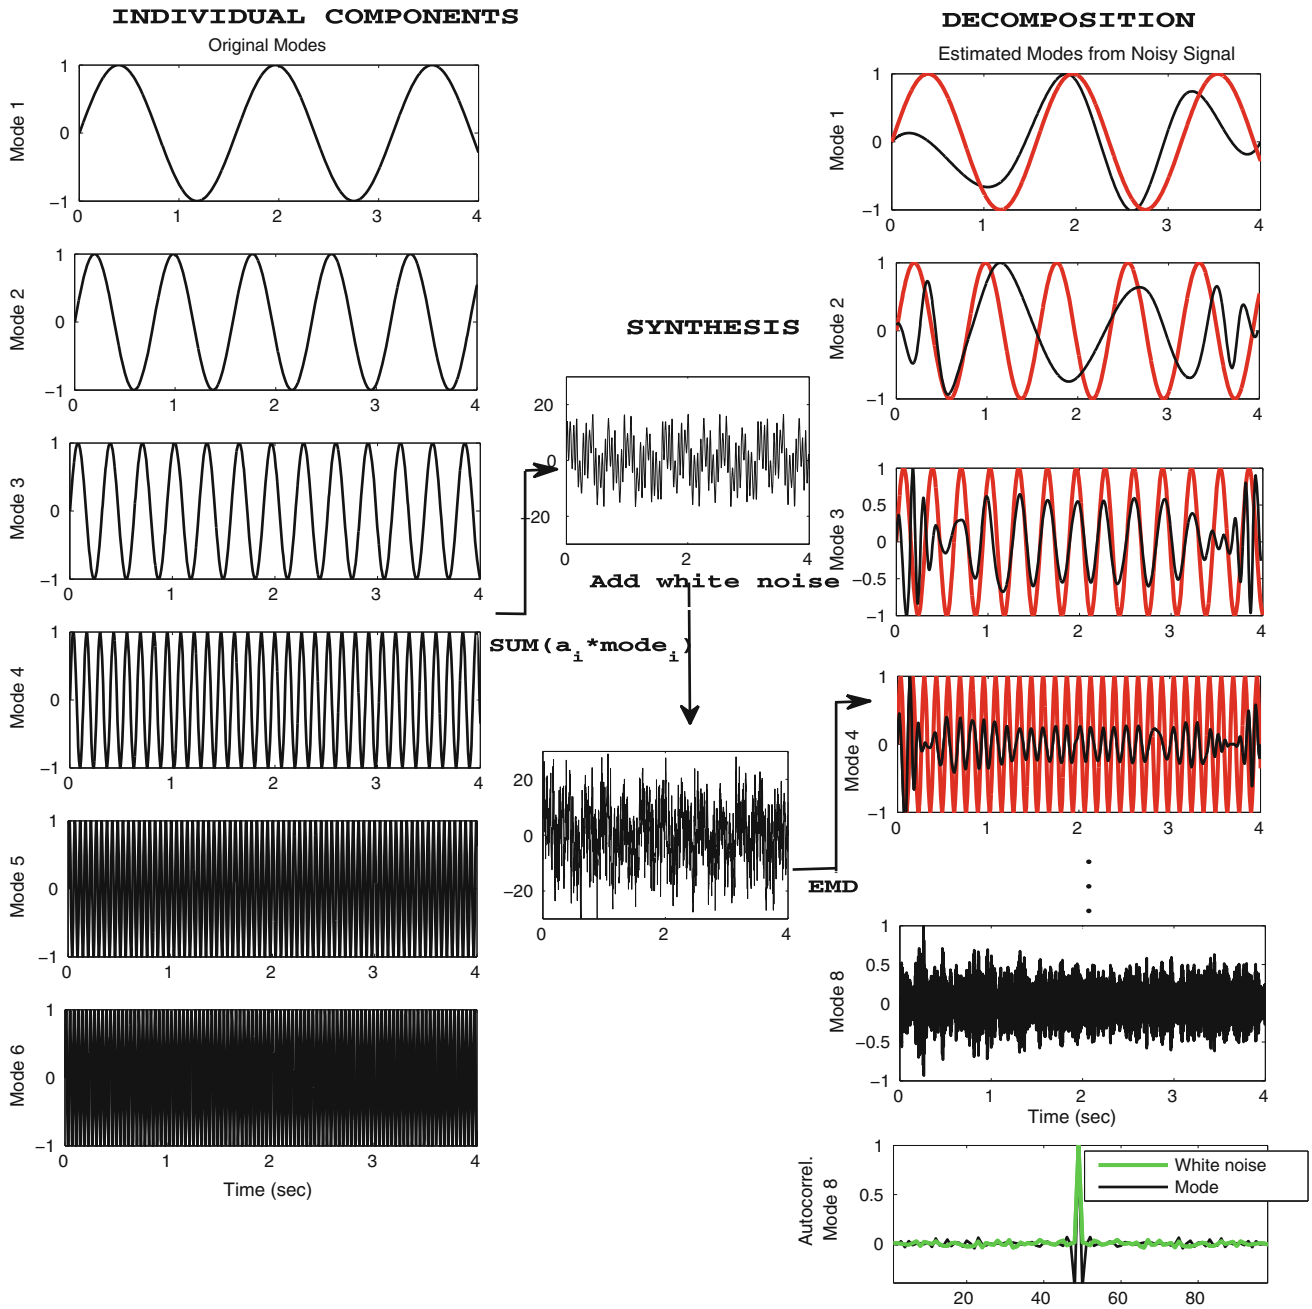 INDIVIDUAL COMPONENTS
Original Modes
Mode 1
1
0
−1
0 1 2 3 4
Mode 2
1
0
−1
0 1 2 3 4
Mode 3
1
0
−1
0 1 2 3 4
Mode 4
1
0
−1
0 1 2 3 4
Mode 5
1
0
−1
0 1 2 3 4
Mode 6
1
0
−1
0 1 2 3 4
Time (sec)
SYNTHESIS
20
0
−20
0 2 4
Add white noise
SUM(a_i*mode_i)
20
0
−20
0 2 4
EMD
DECOMPOSITION
Estimated Modes from Noisy Signal
Mode 1
1
0
−1
0 1 2 3 4
Mode 2
1
0
−1
0 1 2 3 4
Mode 3
1
0.5
0
−0.5
−1
0 1 2 3 4
Mode 4
1
0
−1
0 1 2 3 4
Mode 8
1
0.5
0
−0.5
−1
0 1 2 3 4
Time (sec)
Autocorrel.
Mode 8
1
0.5
0
20 40 60 80
White noise
Mode